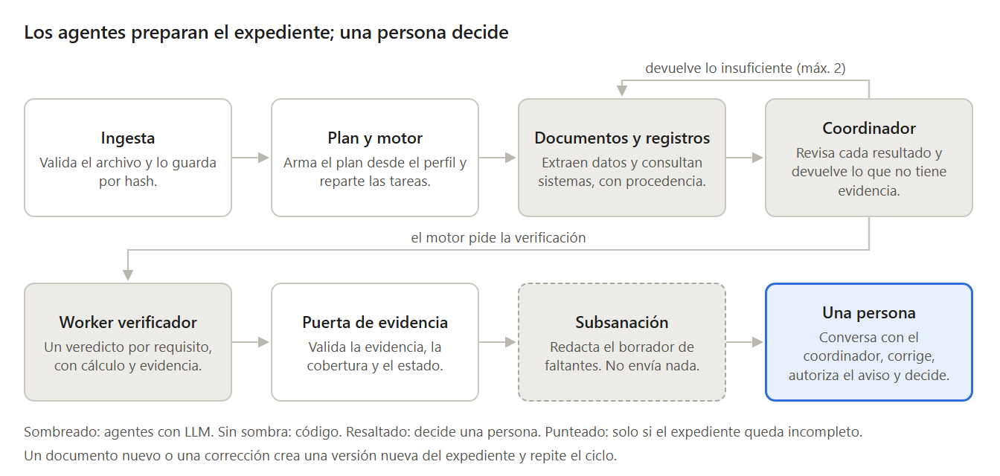 Los agentes preparan el expediente; una persona decide
devuelve lo insuficiente (máx. 2)
Ingesta
Valida el archivo y lo guarda
por hash.
Plan y motor
Arma el plan desde el perfil y
reparte las tareas.
Documentos y registros
Extraen datos y consultan
sistemas, con procedencia.
Coordinador
Revisa cada resultado y
devuelve lo que no tiene
evidencia.
el motor pide la verificación
Worker verificador
Un veredicto por requisito,
con cálculo y evidencia.
Puerta de evidencia
Valida la evidencia, la
cobertura y el estado.
Subsanación
Redacta el borrador de
faltantes. No envía nada.
Una persona
Conversa con el
coordinador, corrige,
autoriza el aviso y decide.
Sombreado: agentes con LLM. Sin sombra: código. Resaltado: decide una persona. Punteado: solo si el expediente queda incompleto.
Un documento nuevo o una corrección crea una versión nueva del expediente y repite el ciclo.